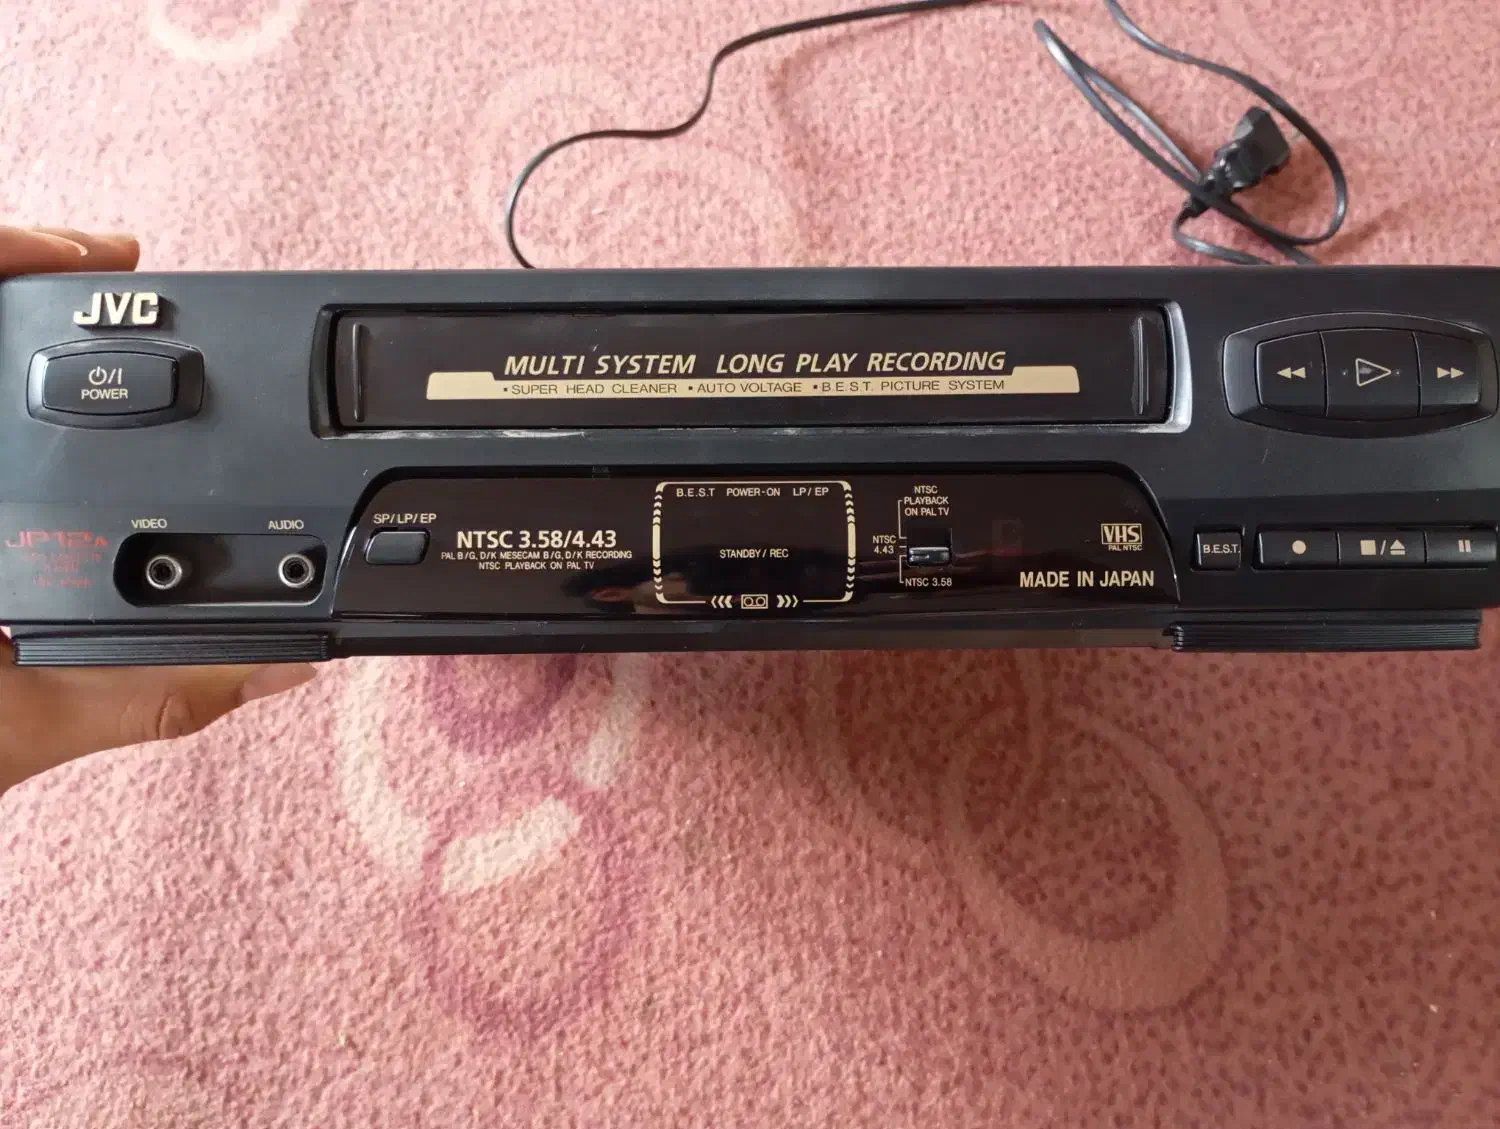 JVC
POWER
MULTI SYSTEM LONG PLAY RECORDING
▪SUPER HEAD CLEANER ▪AUTO VOLTAGE ▪B.E.S.T. PICTURE SYSTEM
VIDEO
AUDIO
SP/LP/EP
NTSC 3.58/4.43
PAL B/G, D/K MESECAM B/G, D/K RECORDING
NTSC PLAYBACK ON PAL TV
B.E.S.T POWER-ON LP/EP
STANDBY/REC
NTSC
PLAYBACK
ON PAL TV
NTSC
4.43
NTSC 3.58
VHS
PAL NTSC
MADE IN JAPAN
B.E.S.T.